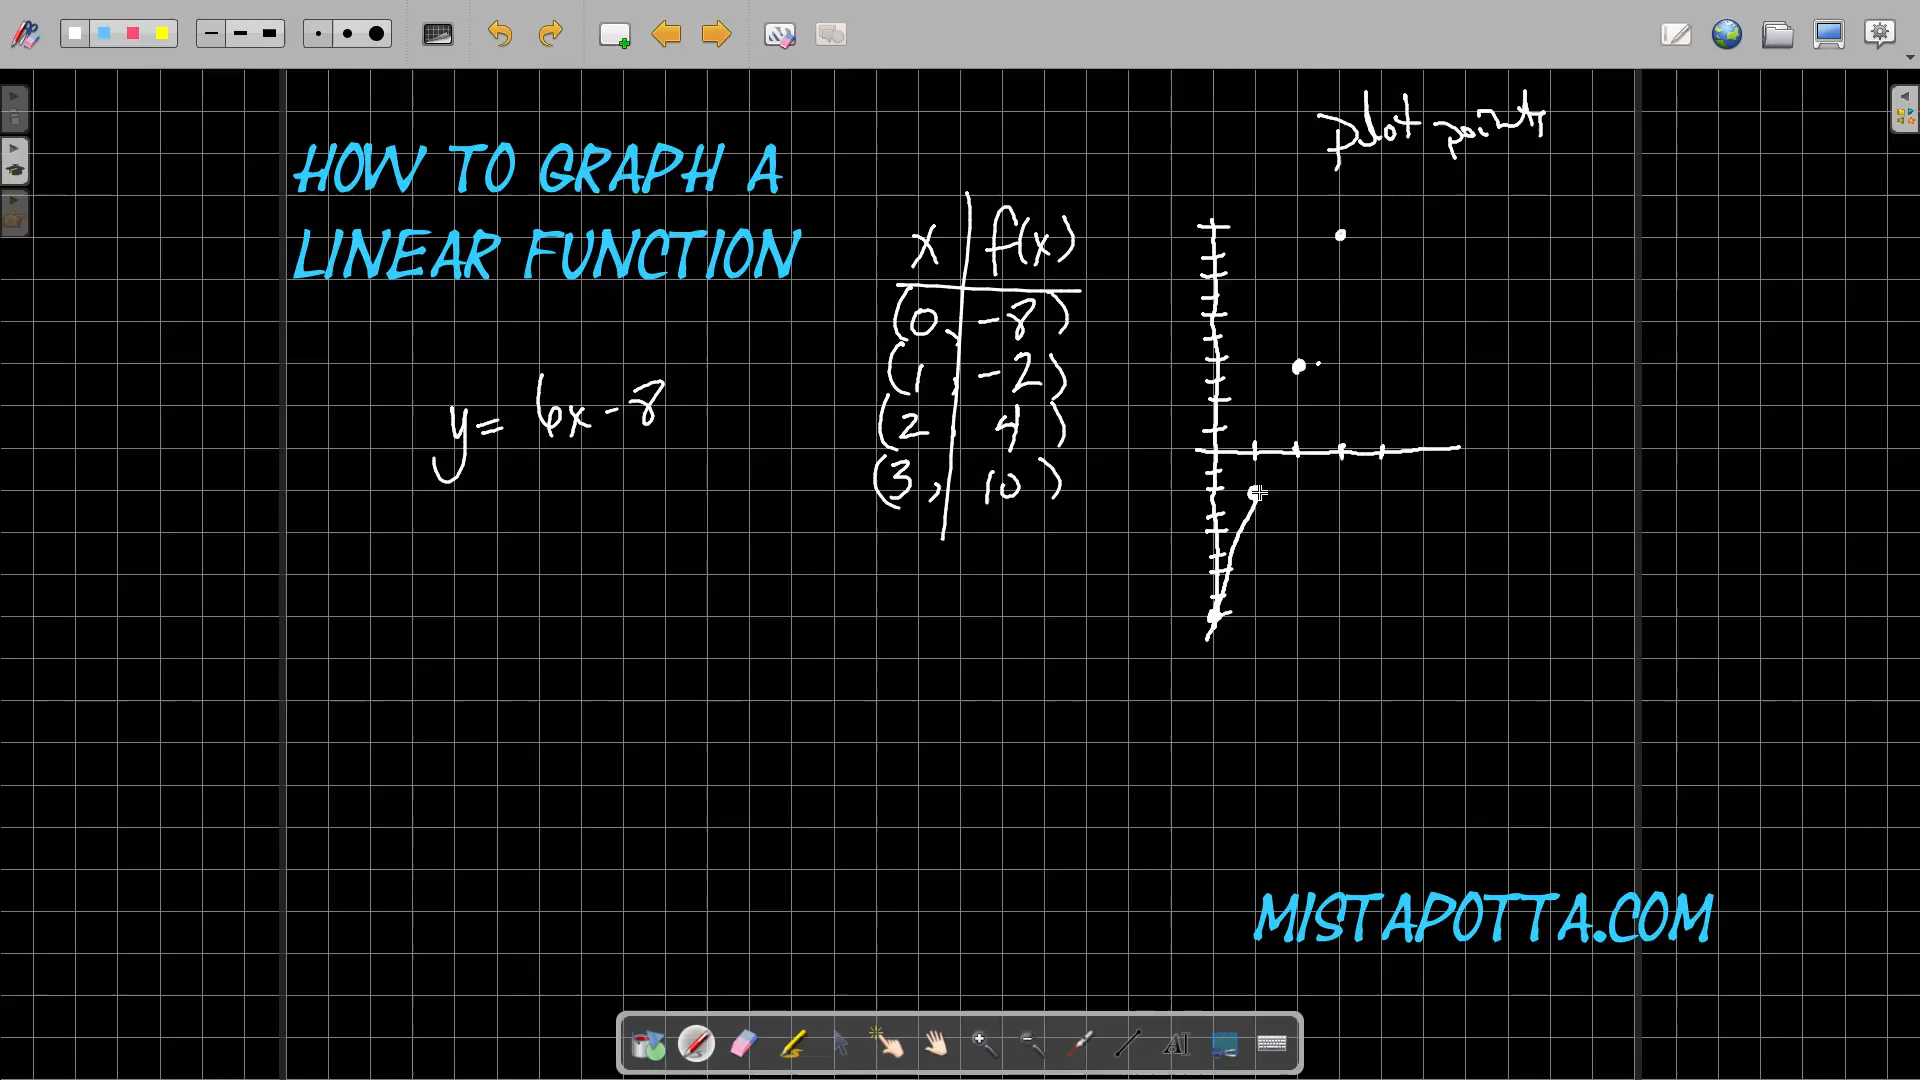 plot points
HOW TO GRAPH A
LINEAR FUNCTION
x f(x)
(0, -8)
(1, -2)
(2, 4)
(3, 10)
y = 6x - 8
MISTAPOTTA.COM
AI